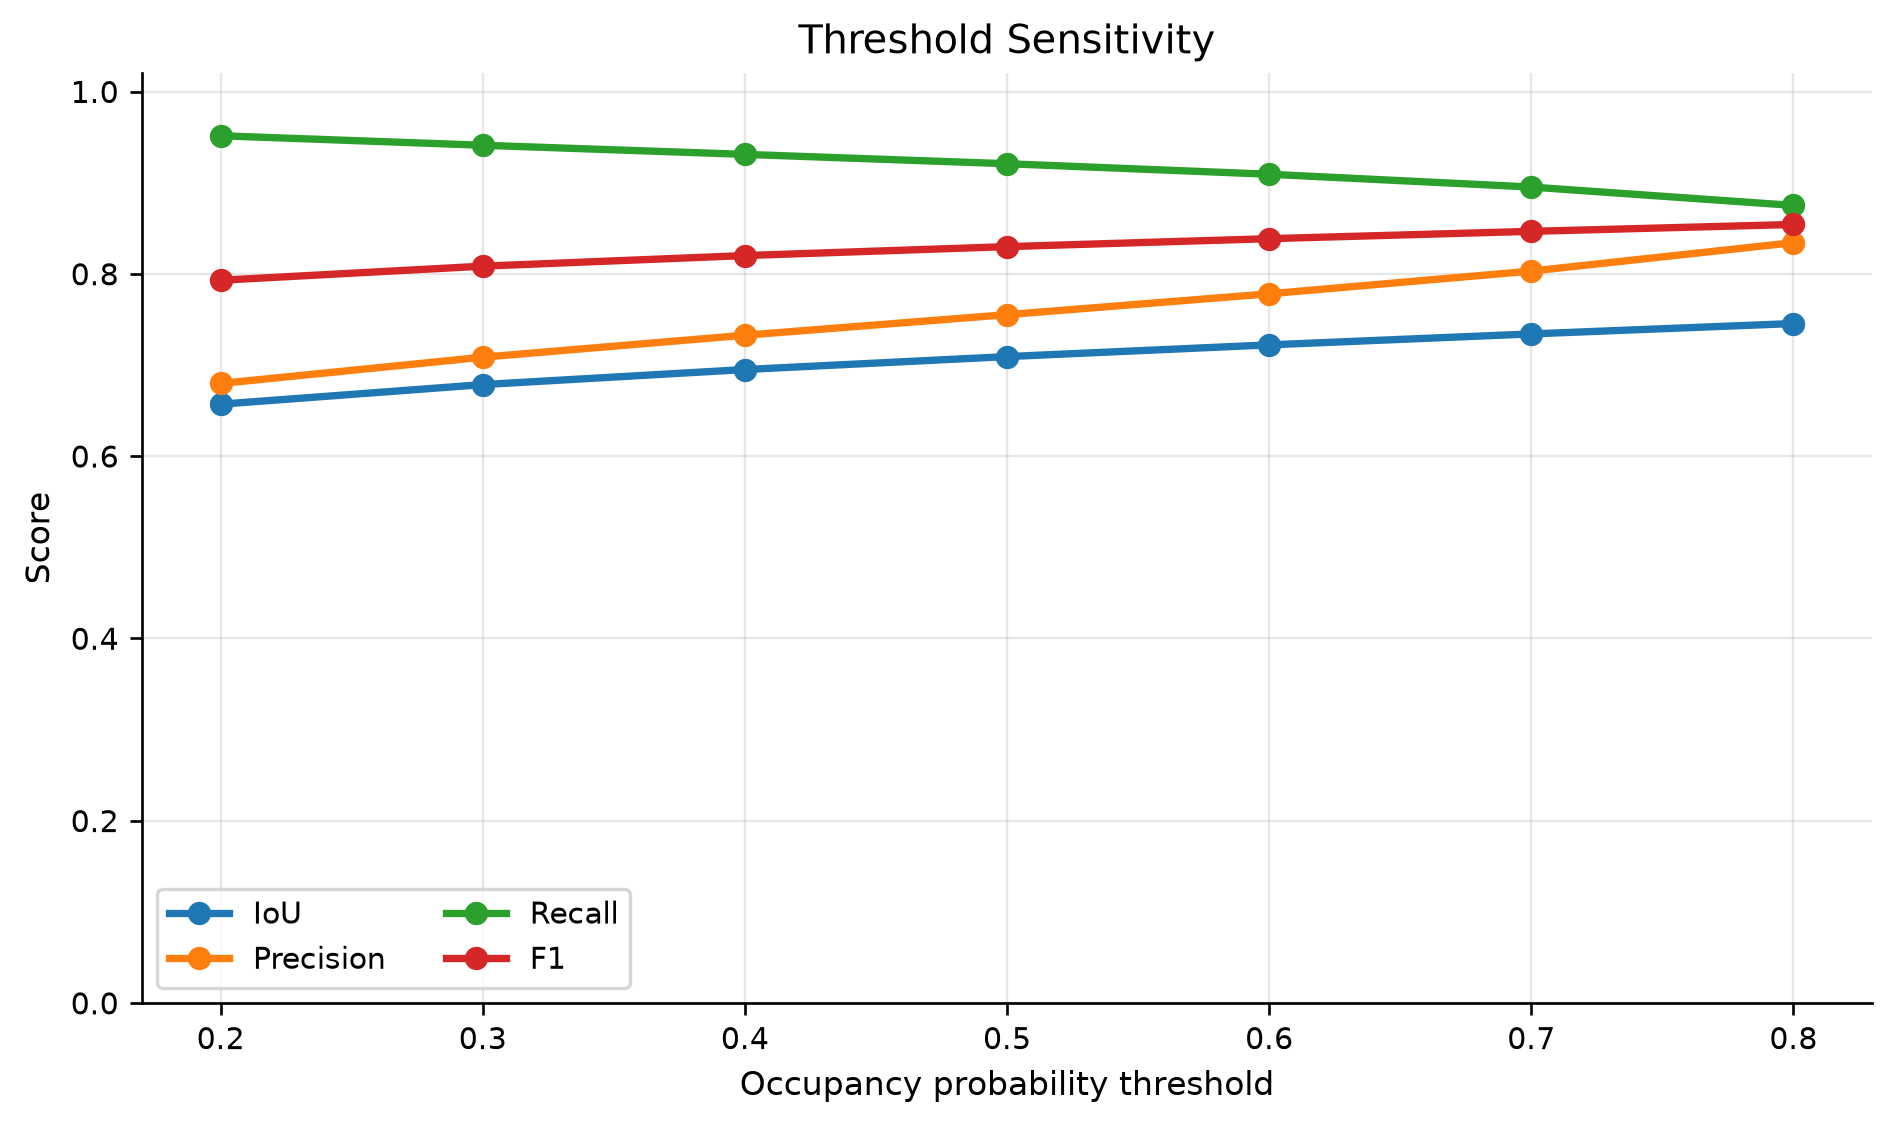 Threshold Sensitivity
1.0
0.8
0.6
0.4
0.2
0.0
Score
IoU
Precision
Recall
F1
0.2 0.3 0.4 0.5 0.6 0.7 0.8
Occupancy probability threshold